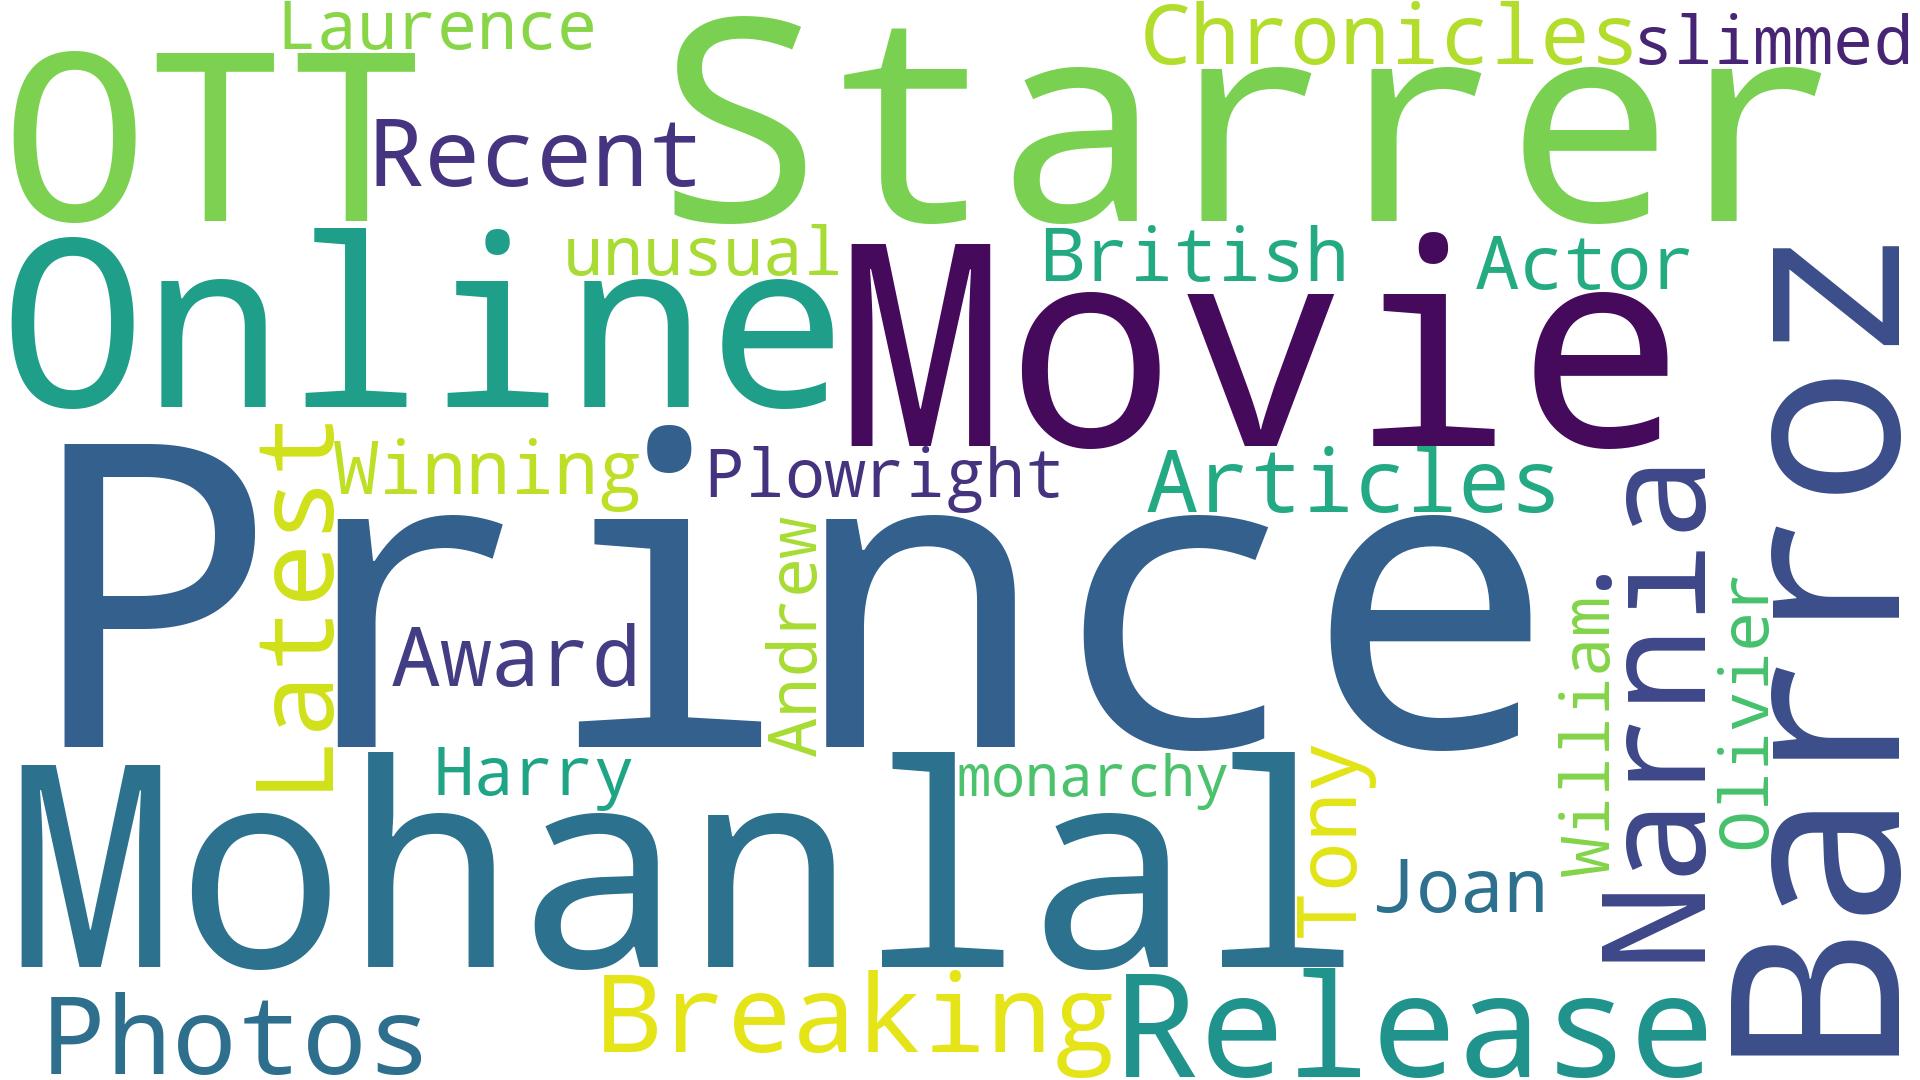 Laurence
Chronicles
slimmed
OTT
Starrer
Recent
Online
unusual
Movie
British
Actor
Barroz
Latest
Winning
Plowright
Articles
Prince
Narnia
Award
Andrew
William
Olivier
Mohanlal
Harry
monarchy
Tony
Joan
Photos
Breaking
Release